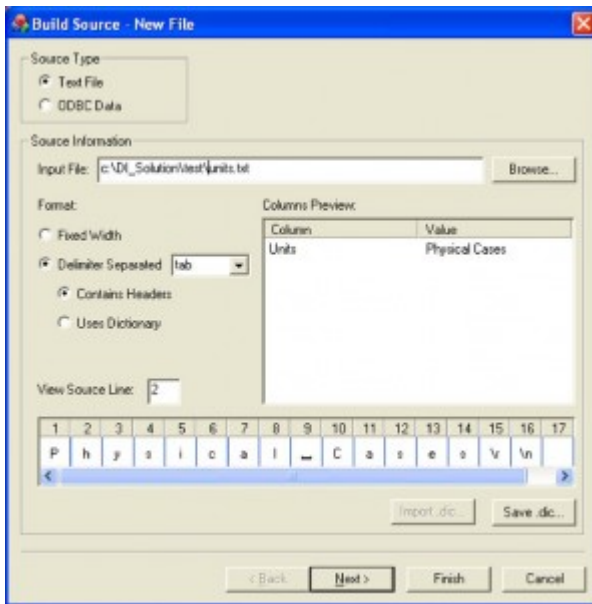 Build Source - New File
Source Type
Text File
ODBC Data
Source Information
Input File: c:\DI_Solution\test\units.txt Browse...
Format: Columns Preview:
Column Value
Fixed Width
Units Physical Cases
Delimiter Separated tab
Contains Headers
Uses Dictionary
View Source Line: 2
1 2 3 4 5 6 7 8 9 10 11 12 13 14 15 16 17
P h y s i c a l _ C a s e s \r \n
Import .dic... Save .dic...
< Back Next > Finish Cancel